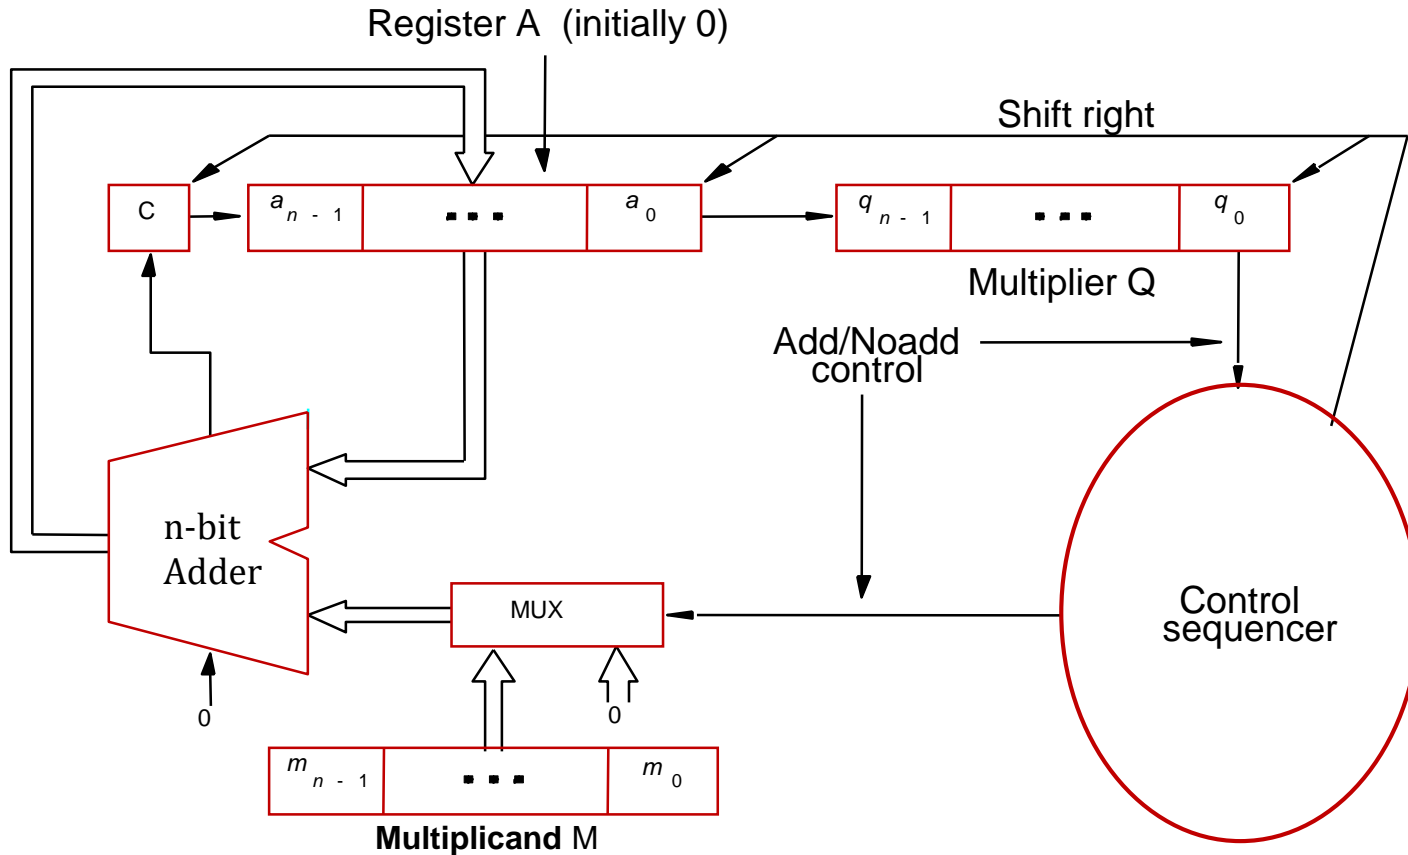 Register A (initially 0)
Shift right
C
a n - 1
a 0
q n - 1
q 0
Multiplier Q
Add/Noadd
control
n-bit
Adder
MUX
Control
sequencer
0
0
m n - 1
m 0
Multiplicand M